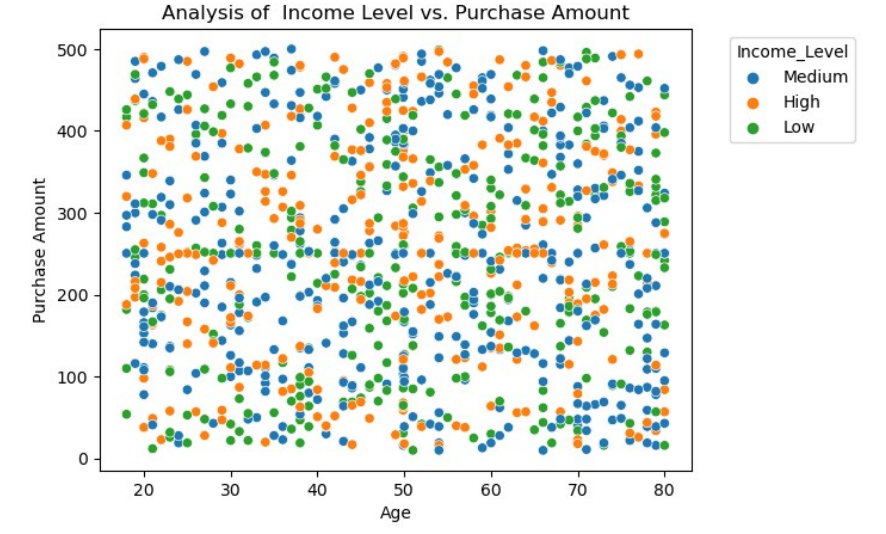 Analysis of  Income Level vs. Purchase Amount
Income_Level
Medium
High
Low
Purchase Amount
500
400
300
200
100
0
20 30 40 50 60 70 80
Age